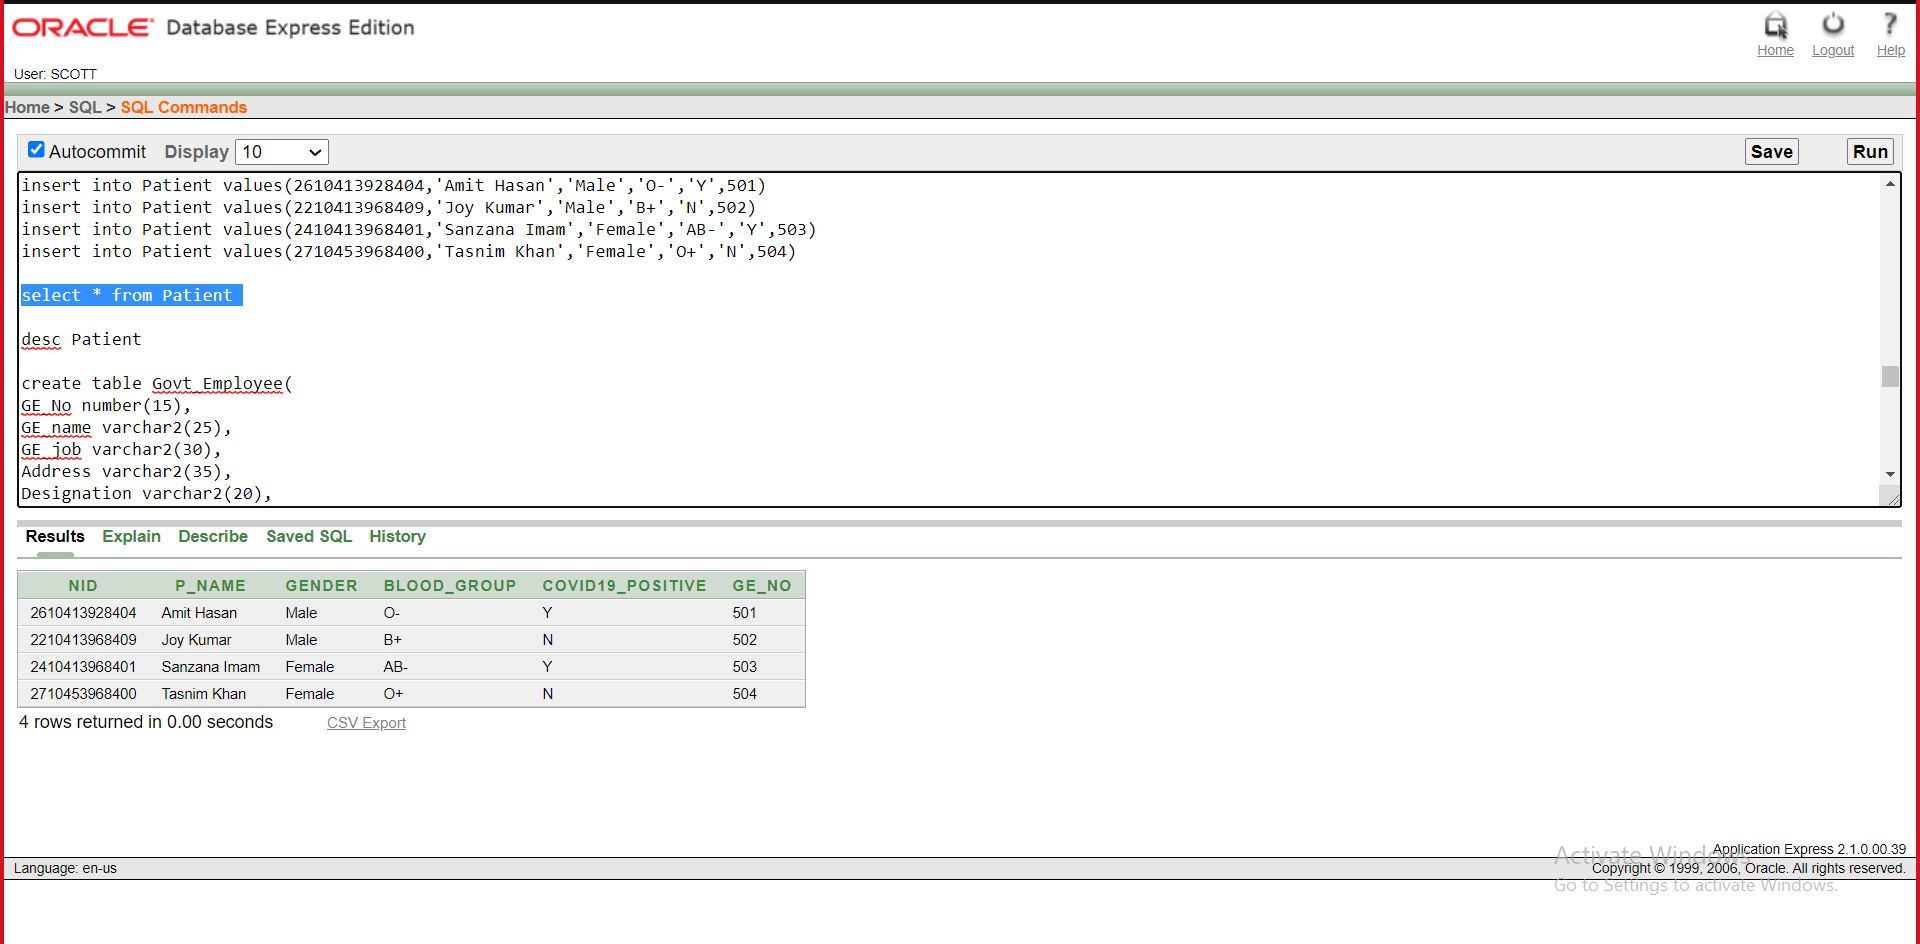 ORACLE® Database Express Edition
Home Logout Help
User: SCOTT
Home > SQL > SQL Commands
Autocommit Display 10 Save Run
insert into Patient values(2610413928404,'Amit Hasan','Male','O-','Y',501)
insert into Patient values(2210413968409,'Joy Kumar','Male','B+','N',502)
insert into Patient values(2410413968401,'Sanzana Imam','Female','AB-','Y',503)
insert into Patient values(2710453968400,'Tasnim Khan','Female','O+','N',504)
select * from Patient
desc Patient
create table Govt_Employee(
GE_No number(15),
GE_name varchar2(25),
GE_job varchar2(30),
Address varchar2(35),
Designation varchar2(20),
Results Explain Describe Saved SQL History
NID P_NAME GENDER BLOOD_GROUP COVID19_POSITIVE GE_NO
2610413928404 Amit Hasan Male O- Y 501
2210413968409 Joy Kumar Male B+ N 502
2410413968401 Sanzana Imam Female AB- Y 503
2710453968400 Tasnim Khan Female O+ N 504
4 rows returned in 0.00 seconds CSV Export
Application Express 2.1.0.00.39
Activate Windows
Language: en-us Copyright © 1999, 2006, Oracle. All rights reserved.
Go to Settings to activate Windows.